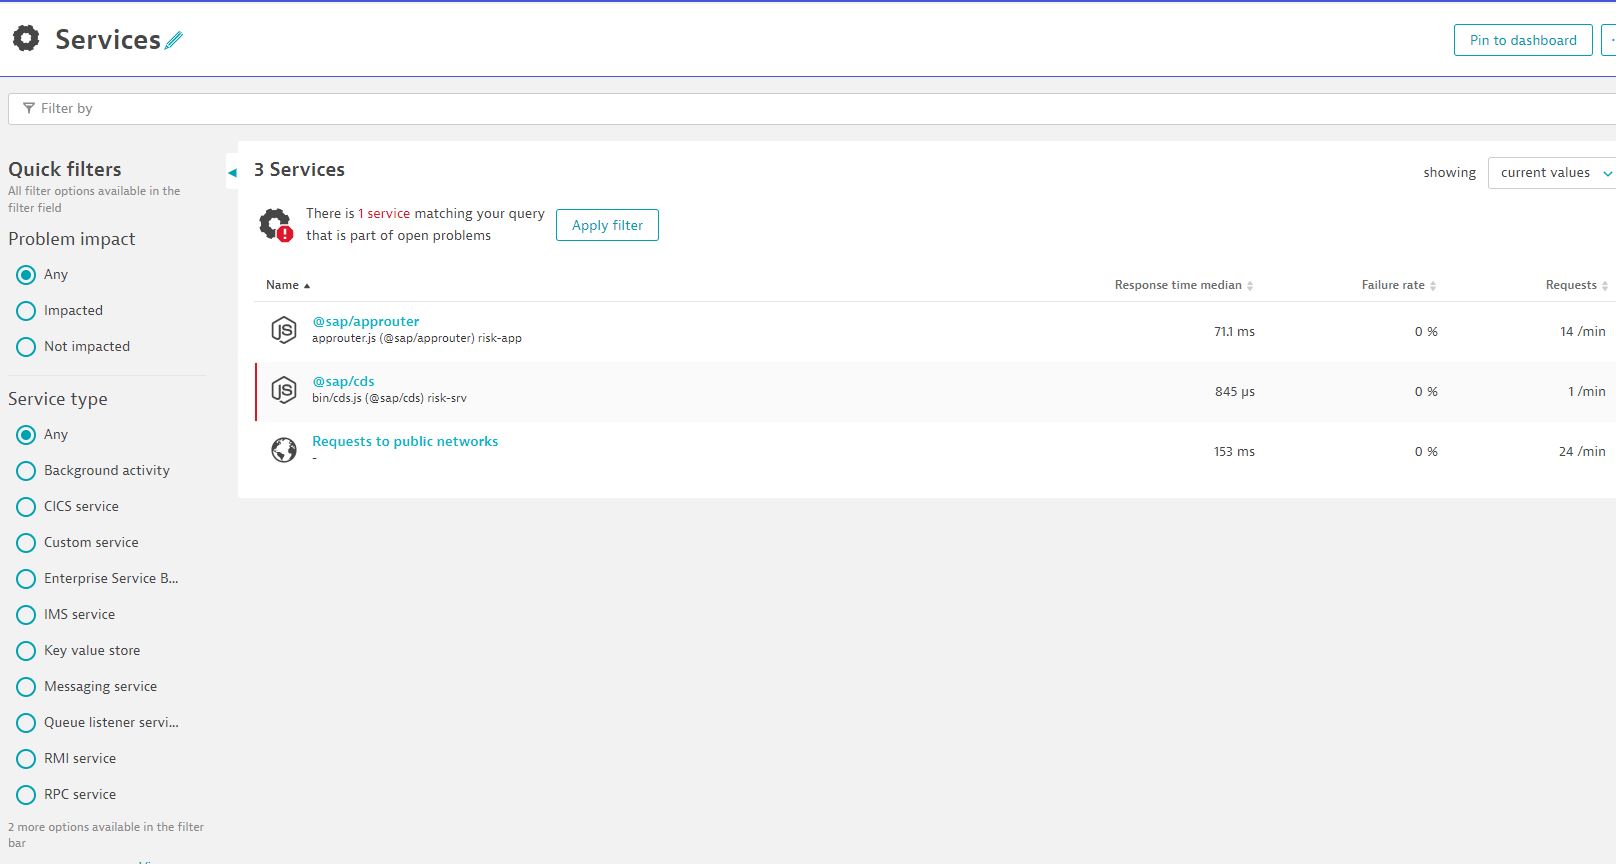 Services
Pin to dashboard
Filter by
Quick filters
All filter options available in the
filter field
Problem impact
Any
Impacted
Not impacted
Service type
Any
Background activity
CICS service
Custom service
Enterprise Service B...
IMS service
Key value store
Messaging service
Queue listener servi...
RMI service
RPC service
2 more options available in the filter
bar
3 Services
showing
current values
There is 1 service matching your query
that is part of open problems
Apply filter
Name Response time median Failure rate Requests
@sap/approuter
approuter.js (@sap/approuter) risk-app
71.1 ms 0 % 14 /min
@sap/cds
bin/cds.js (@sap/cds) risk-srv
845 µs 0 % 1 /min
Requests to public networks
-
153 ms 0 % 24 /min